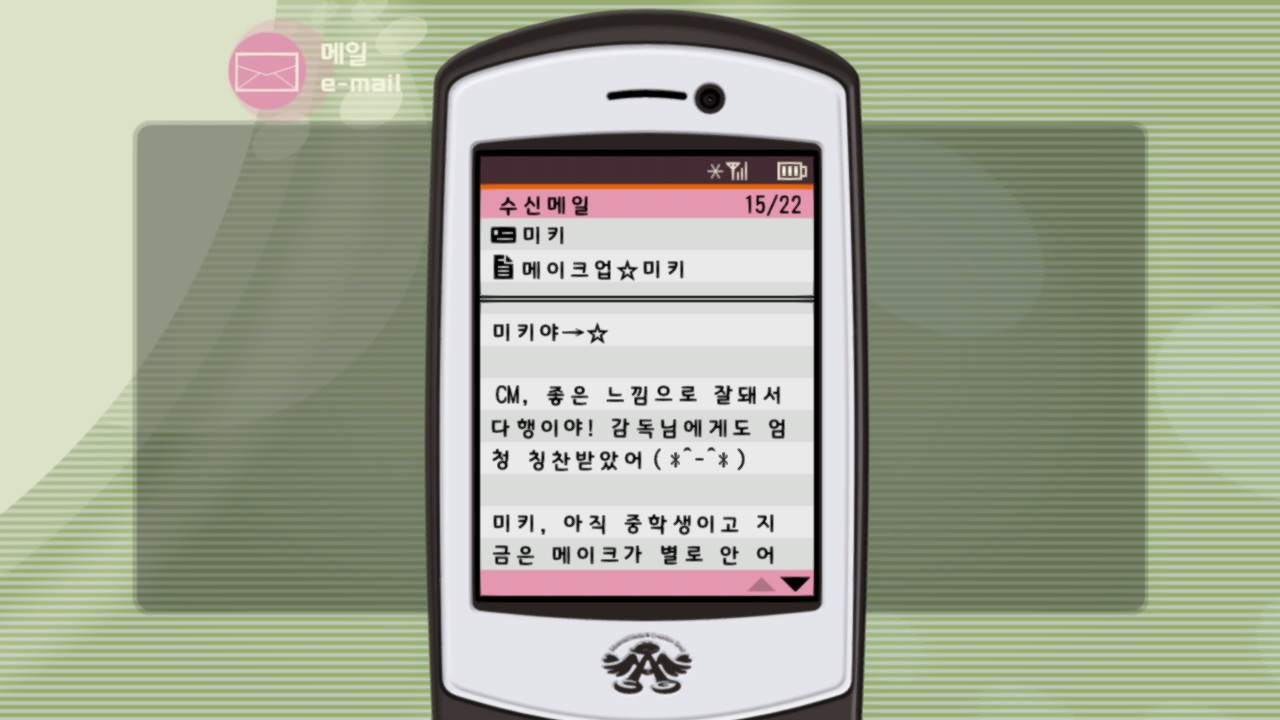 메일
e-mail
수신메일 15/22
미키
메이크업☆미키
미키야→☆
CM, 좋은 느낌으로 잘돼서
다행이야! 감독님에게도 엄
청 칭찬받았어(*^-^*)
미키, 아직 중학생이고 지
금은 메이크가 별로 안 어